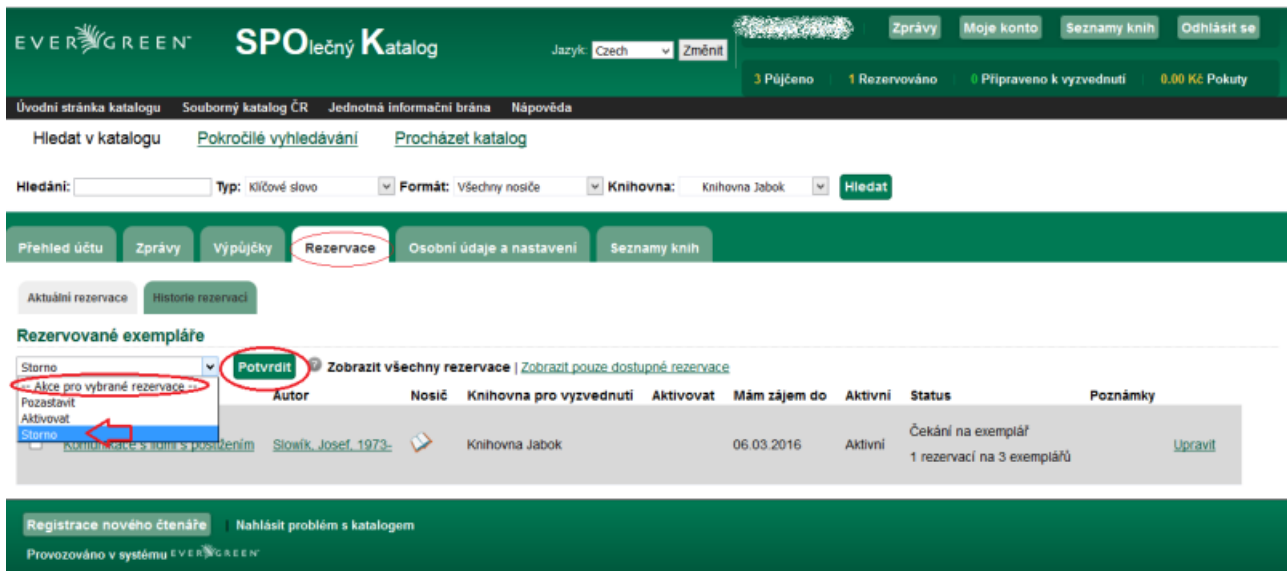 EVERGREEN SPOlečný Katalog Jazyk: Czech Změnit Zprávy Moje konto Seznamy knih Odhlásit se
3 Půjčeno 1 Rezervováno 0 Připraveno k vyzvednutí 0.00 Kč Pokuty
Úvodní stránka katalogu Souborný katalog ČR Jednotná informační brána Nápověda
Hledat v katalogu Pokročilé vyhledávání Procházet katalog
Hledání: Typ: Klíčové slovo Formát: Všechny nosiče Knihovna: Knihovna Jabok Hledat
Přehled účtu Zprávy Výpůjčky Rezervace Osobní údaje a nastavení Seznamy knih
Aktuální rezervace Historie rezervací
Rezervované exempláře
Storno Potvrdit Zobrazit všechny rezervace | Zobrazit pouze dostupné rezervace
-- Akce pro vybrané rezervace --
Autor Nosič Knihovna pro vyzvednutí Aktivovat Mám zájem do Aktivní Status Poznámky
Pozastavit
Aktivovat
Storno
Komunikace s lidmi s postižením Slowík, Josef, 1973- Knihovna Jabok 06.03.2016 Aktivní Čekání na exemplář
1 rezervací na 3 exemplářů Upravit
Registrace nového čtenáře | Nahlásit problém s katalogem
Provozováno v systému EVERGREEN